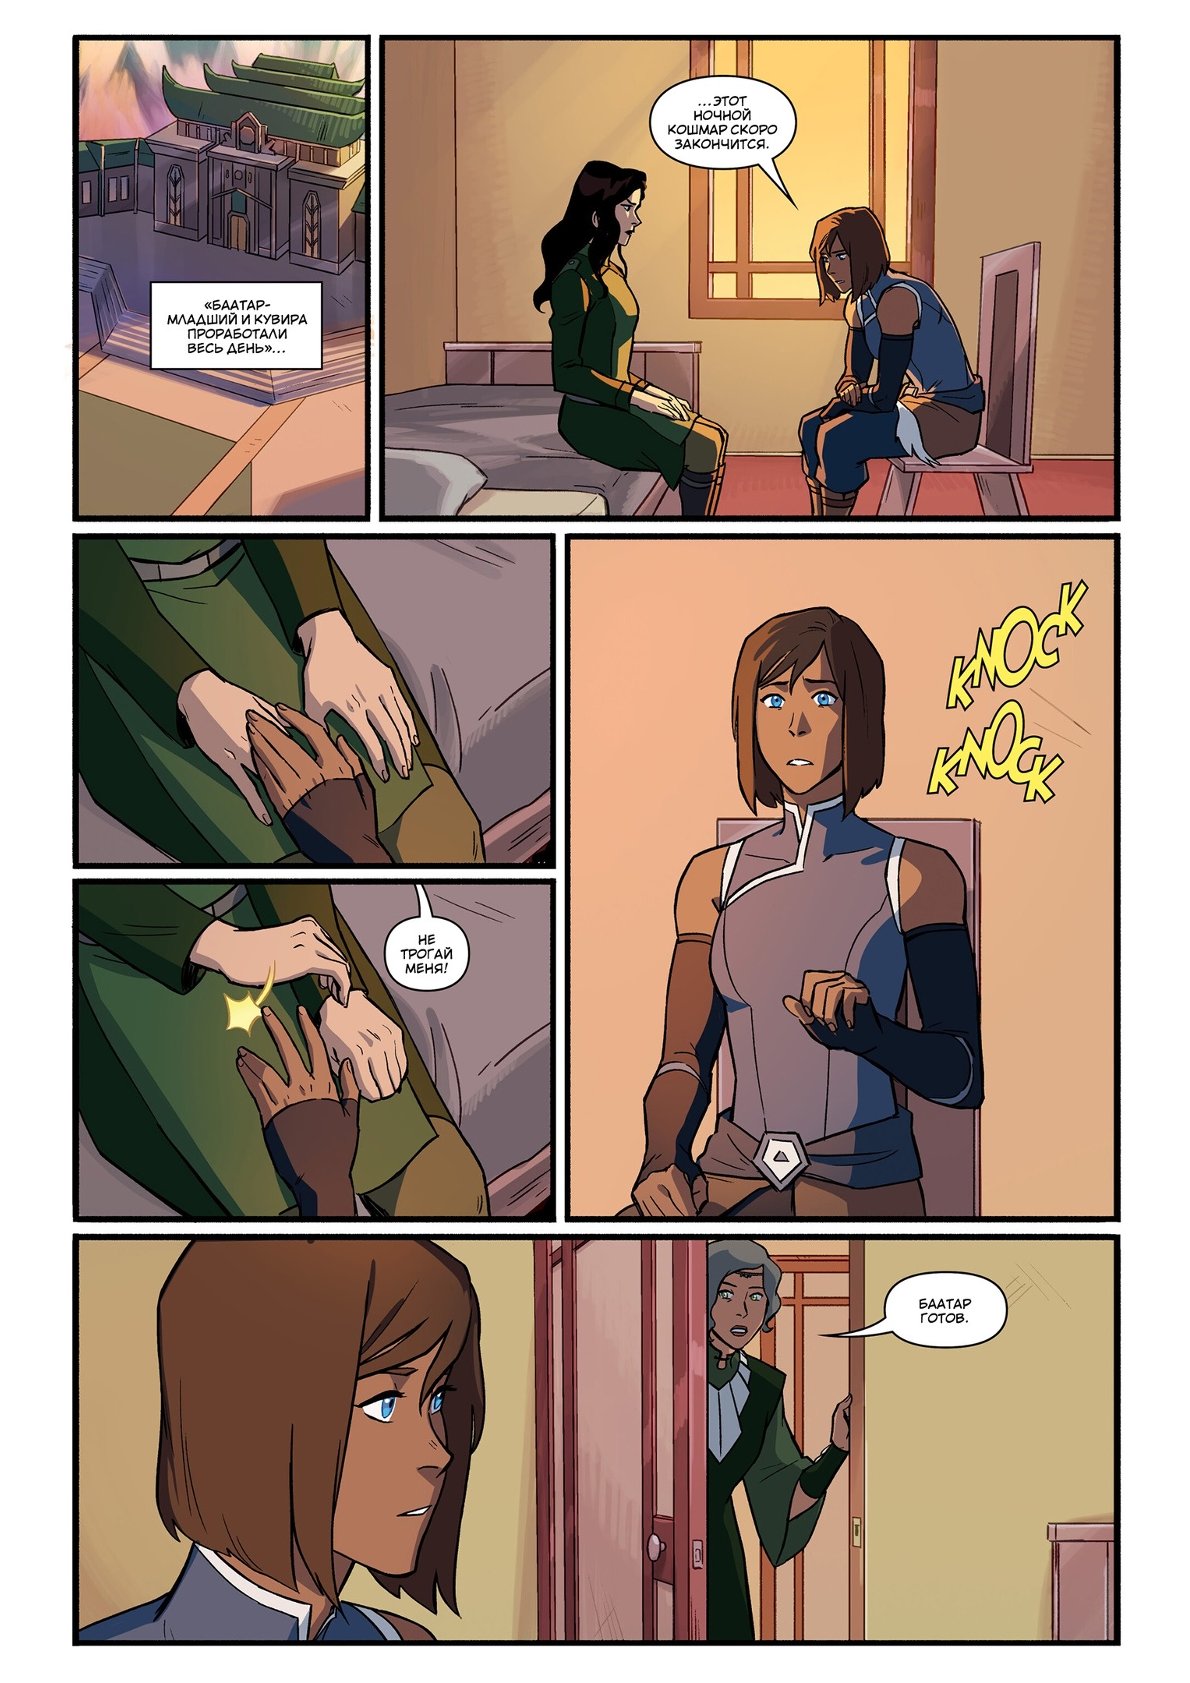 «БААТАР-
МЛАДШИЙ И КУВИРА
ПРОРАБОТАЛИ
ВЕСЬ ДЕНЬ»...
...ЭТОТ
НОЧНОЙ
КОШМАР СКОРО
ЗАКОНЧИТСЯ.
НЕ
ТРОГАЙ
МЕНЯ!
KNOCK
KNOCK
БААТАР
ГОТОВ.